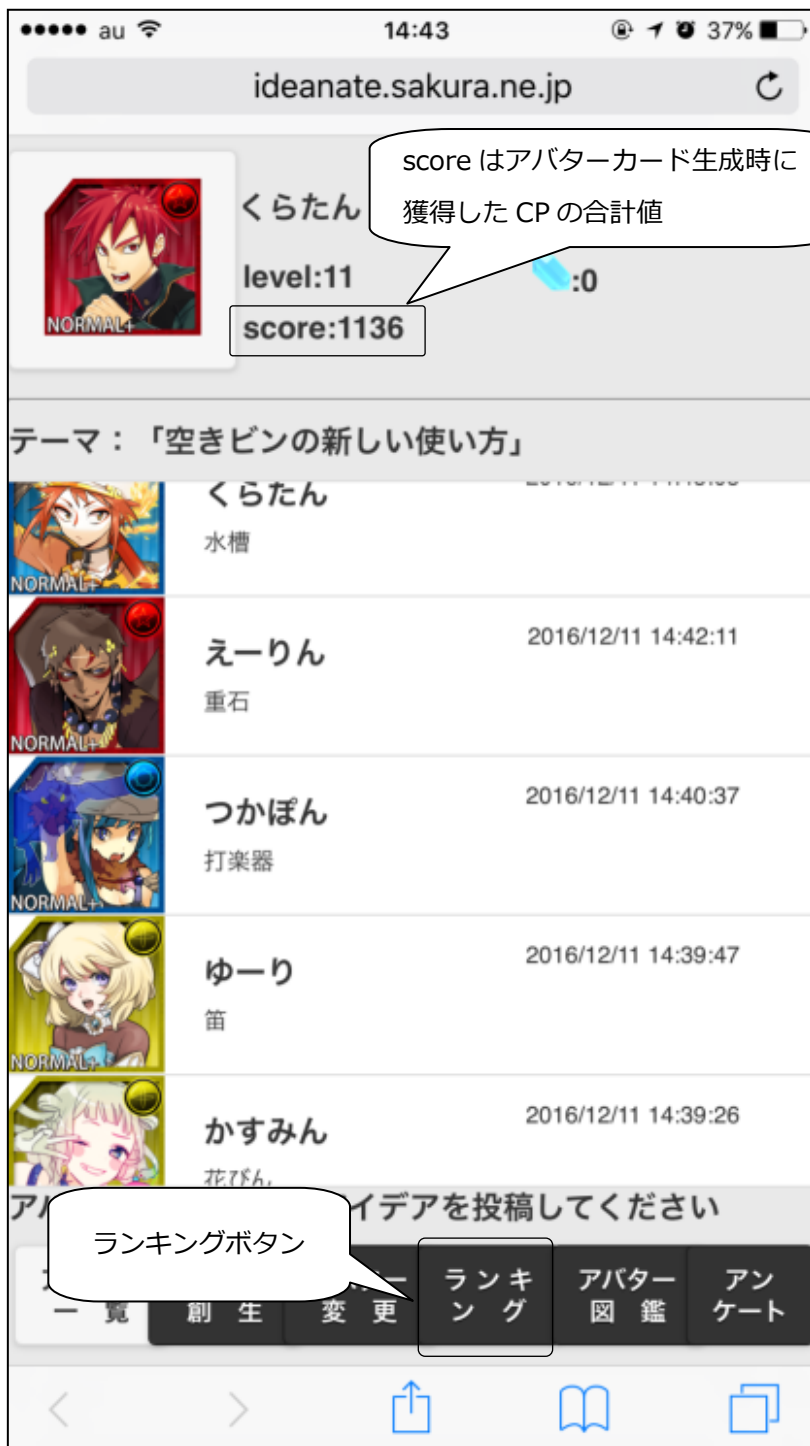 au 14:43 37%
ideanate.sakura.ne.jp
score はアバターカード生成時に
獲得した CP の合計値
くらたん
level:11 :0
score:1136
NORMAL+
テーマ：「空きビンの新しい使い方」
くらたん
水槽
NORMAL+
えーりん 2016/12/11 14:42:11
重石
NORMAL+
つかぽん 2016/12/11 14:40:37
打楽器
NORMAL+
ゆーり 2016/12/11 14:39:47
笛
NORMAL+
かすみん 2016/12/11 14:39:26
花びん
イデアを投稿してください
ランキングボタン
一 覧
創 生
変 更
ランキ
ング
アバター
図 鑑
アン
ケート